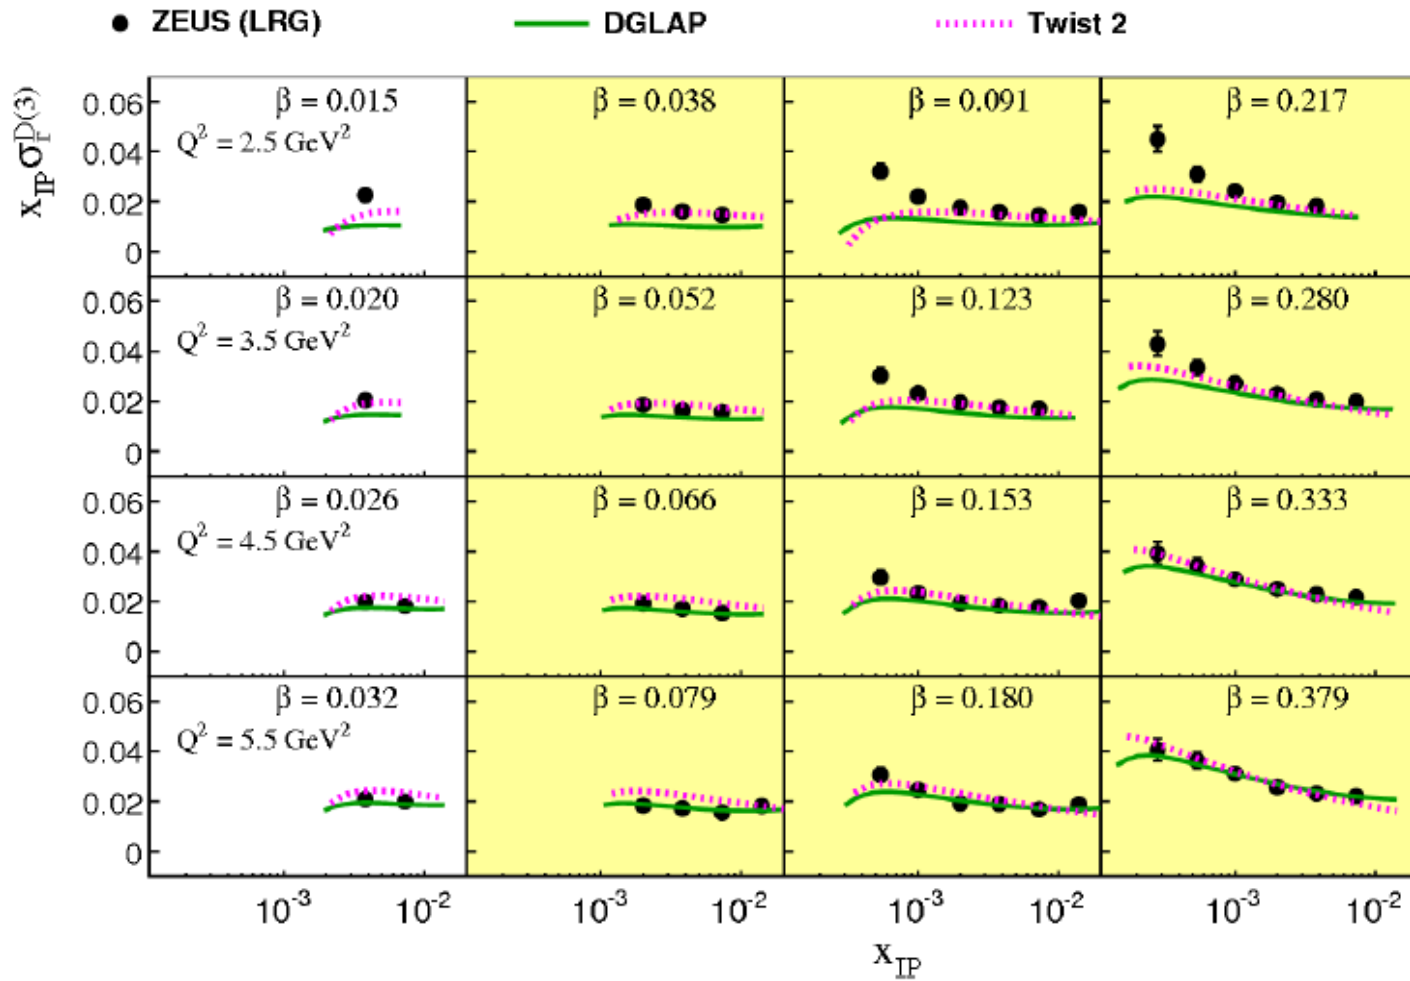 ZEUS (LRG) DGLAP Twist 2
x_IP σ_r^D(3)
0.06 β = 0.015 β = 0.038 β = 0.091 β = 0.217
Q² = 2.5 GeV²
0.04
0.02
0
0.06 β = 0.020 β = 0.052 β = 0.123 β = 0.280
Q² = 3.5 GeV²
0.04
0.02
0
0.06 β = 0.026 β = 0.066 β = 0.153 β = 0.333
Q² = 4.5 GeV²
0.04
0.02
0
0.06 β = 0.032 β = 0.079 β = 0.180 β = 0.379
Q² = 5.5 GeV²
0.04
0.02
0
10⁻³ 10⁻² 10⁻³ 10⁻² 10⁻³ 10⁻² 10⁻³ 10⁻²
x_IP